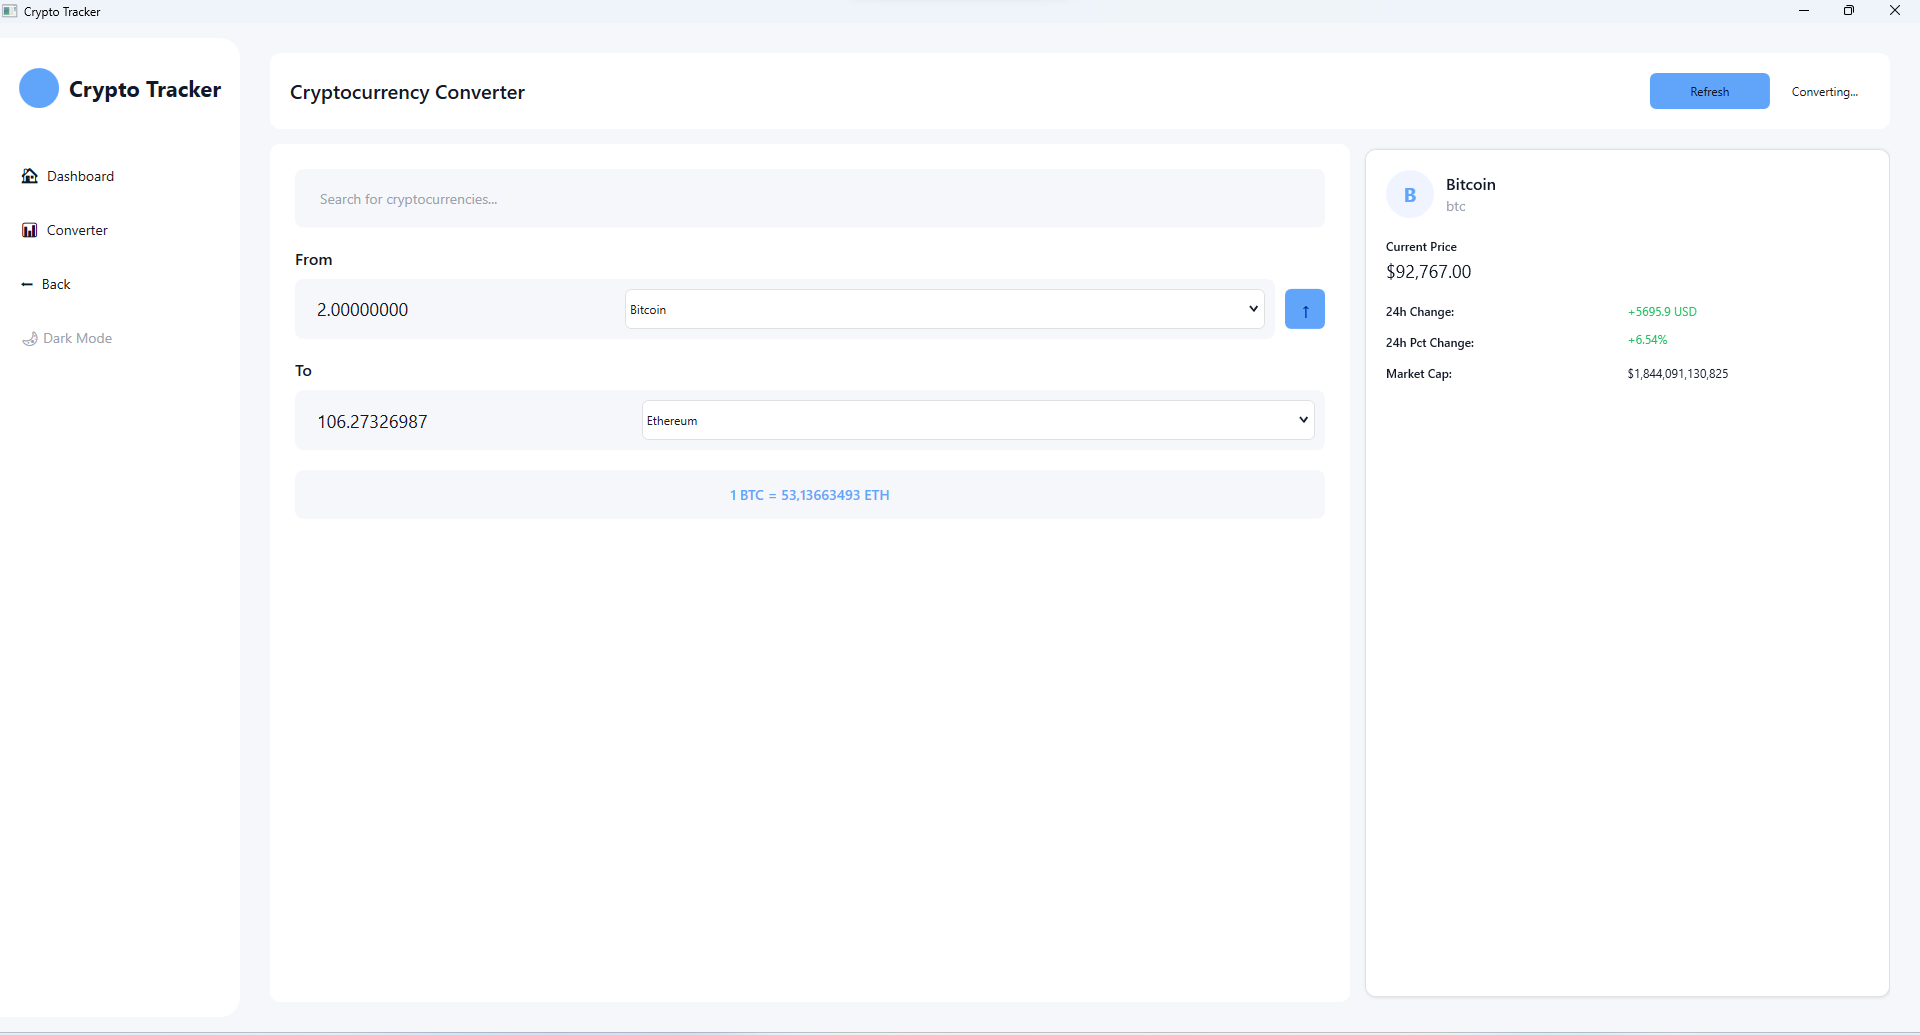 Crypto Tracker
Crypto Tracker
Dashboard
Converter
Back
Dark Mode
Cryptocurrency Converter
Refresh
Converting...
Search for cryptocurrencies...
From
2.00000000
Bitcoin
↑
To
106.27326987
Ethereum
1 BTC = 53,13663493 ETH
B
Bitcoin
btc
Current Price
$92,767.00
24h Change: +5695.9 USD
24h Pct Change: +6.54%
Market Cap: $1,844,091,130,825